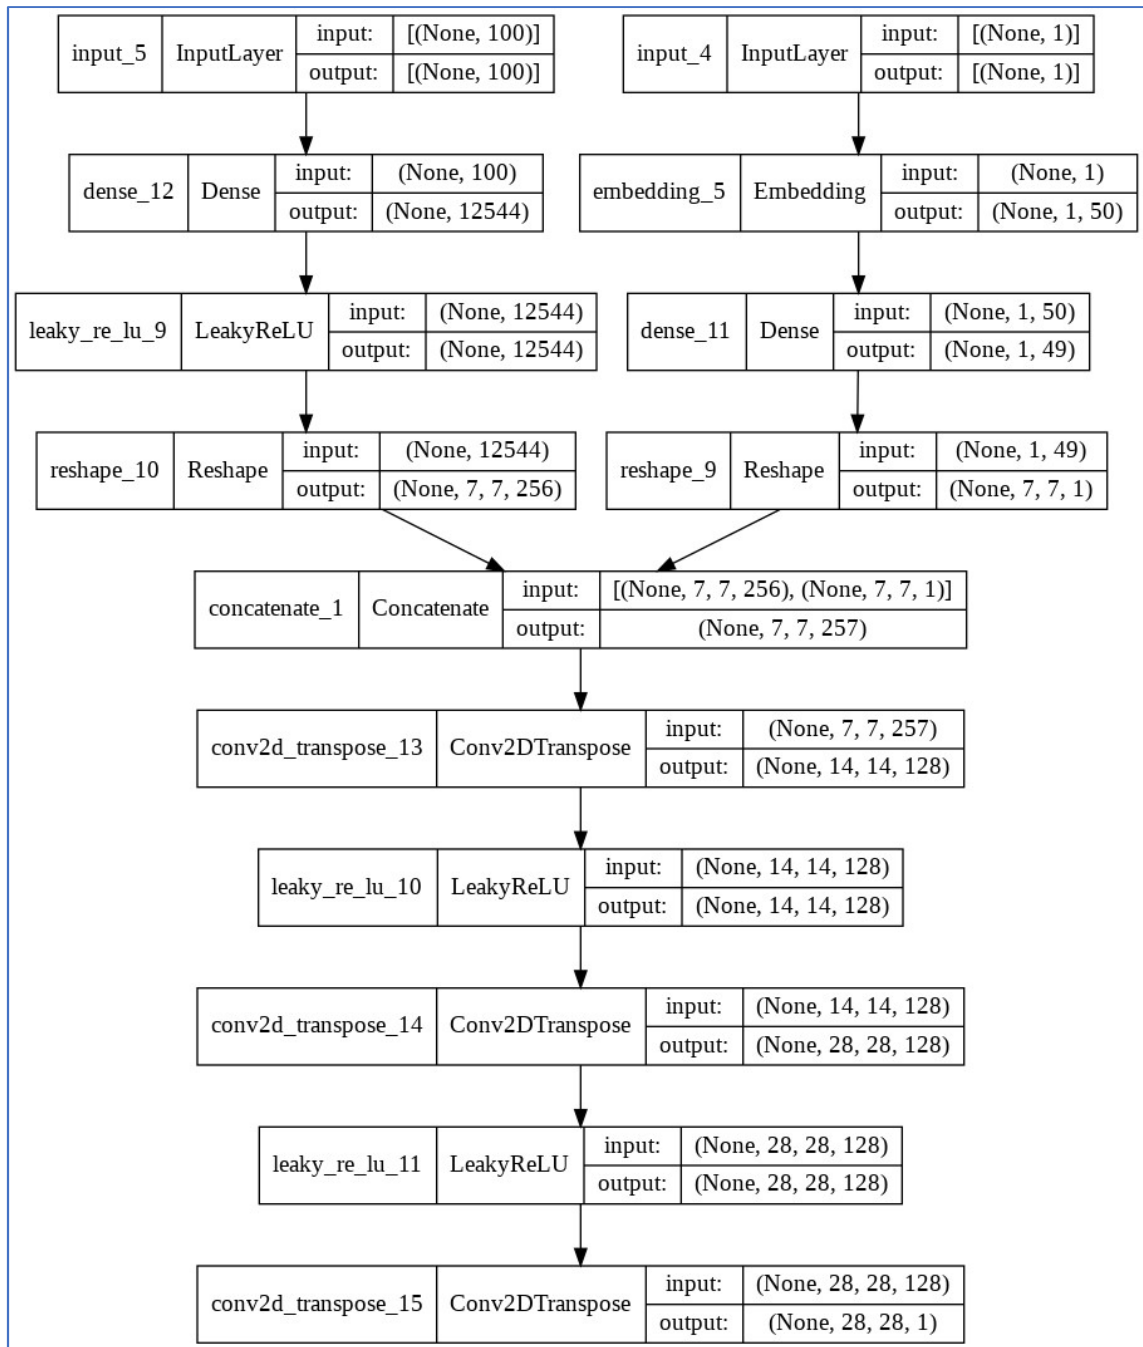 input_5 InputLayer input: [(None, 100)]
output: [(None, 100)]
input_4 InputLayer input: [(None, 1)]
output: [(None, 1)]
dense_12 Dense input: (None, 100)
output: (None, 12544)
embedding_5 Embedding input: (None, 1)
output: (None, 1, 50)
leaky_re_lu_9 LeakyReLU input: (None, 12544)
output: (None, 12544)
dense_11 Dense input: (None, 1, 50)
output: (None, 1, 49)
reshape_10 Reshape input: (None, 12544)
output: (None, 7, 7, 256)
reshape_9 Reshape input: (None, 1, 49)
output: (None, 7, 7, 1)
concatenate_1 Concatenate input: [(None, 7, 7, 256), (None, 7, 7, 1)]
output: (None, 7, 7, 257)
conv2d_transpose_13 Conv2DTranspose input: (None, 7, 7, 257)
output: (None, 14, 14, 128)
leaky_re_lu_10 LeakyReLU input: (None, 14, 14, 128)
output: (None, 14, 14, 128)
conv2d_transpose_14 Conv2DTranspose input: (None, 14, 14, 128)
output: (None, 28, 28, 128)
leaky_re_lu_11 LeakyReLU input: (None, 28, 28, 128)
output: (None, 28, 28, 128)
conv2d_transpose_15 Conv2DTranspose input: (None, 28, 28, 128)
output: (None, 28, 28, 1)